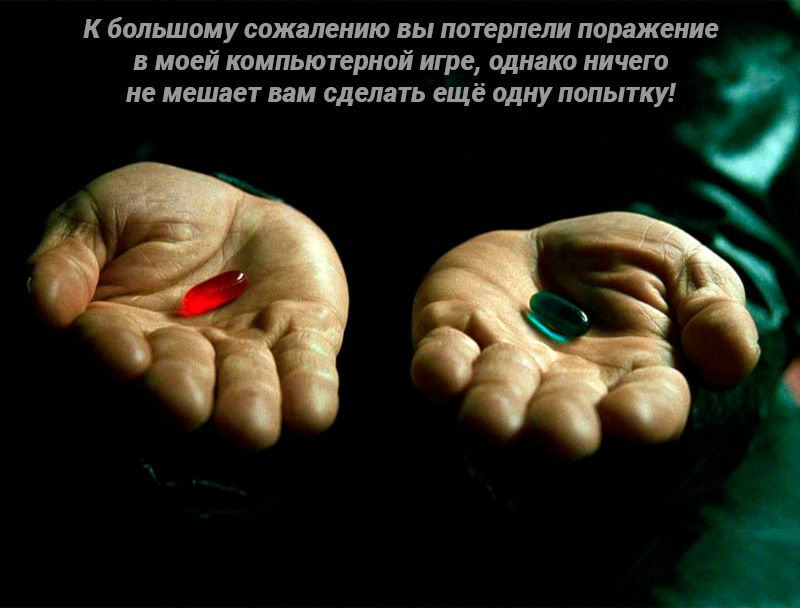 К большому сожалению вы потерпели поражение
в моей компьютерной игре, однако ничего
не мешает вам сделать ещё одну попытку!